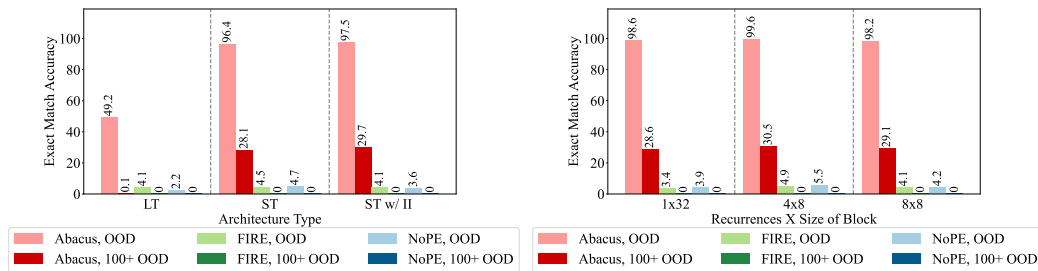 Exact Match Accuracy
100
80
60
40
20
0
49.2
0.1
4.1
0
2.2
0
96.4
28.1
4.5
0
4.7
0
97.5
29.7
4.1
0
3.6
0
LT
ST
ST w/ II
Architecture Type
Abacus, OOD
FIRE, OOD
NoPE, OOD
Abacus, 100+ OOD
FIRE, 100+ OOD
NoPE, 100+ OOD
Exact Match Accuracy
100
80
60
40
20
0
98.6
28.6
3.4
0
3.9
0
99.6
30.5
4.9
0
5.5
0
98.2
29.1
4.1
0
4.2
0
1x32
4x8
8x8
Recurrences X Size of Block
Abacus, OOD
FIRE, OOD
NoPE, OOD
Abacus, 100+ OOD
FIRE, 100+ OOD
NoPE, 100+ OOD